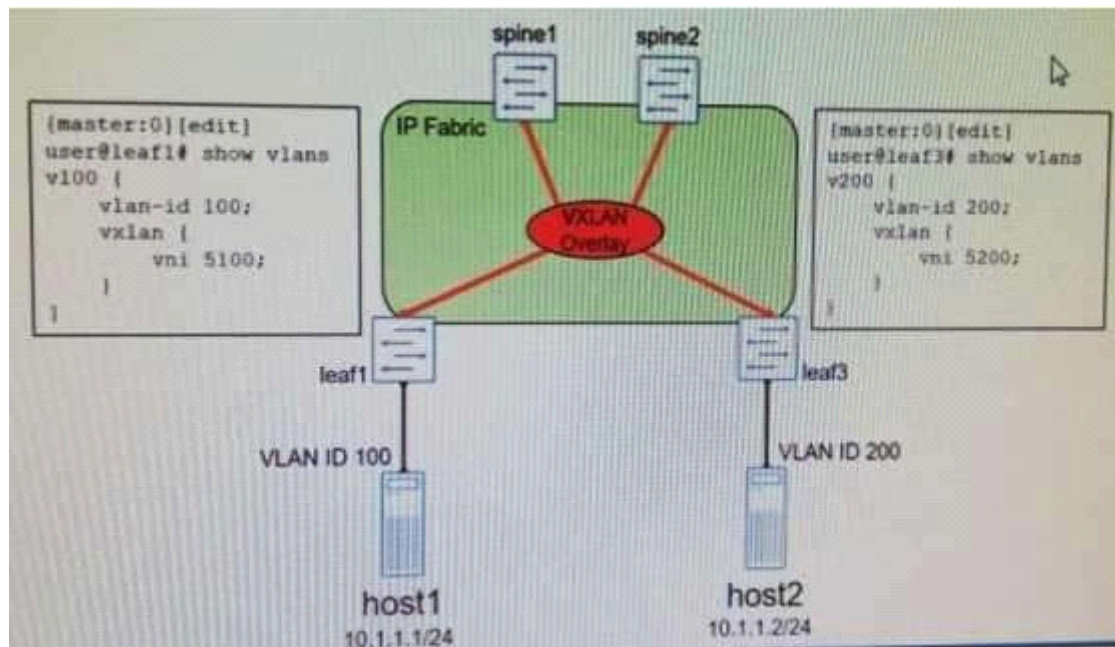 spine1
spine2
{master:0}[edit]
user@leaf1# show vlans
v100 {
vlan-id 100;
vxlan {
vni 5100;
}
}
IP Fabric
VXLAN
Overlay
{master:0}[edit]
user@leaf3# show vlans
v200 {
vlan-id 200;
vxlan {
vni 5200;
}
}
leaf1
leaf3
VLAN ID 100
VLAN ID 200
host1
10.1.1.1/24
host2
10.1.1.2/24